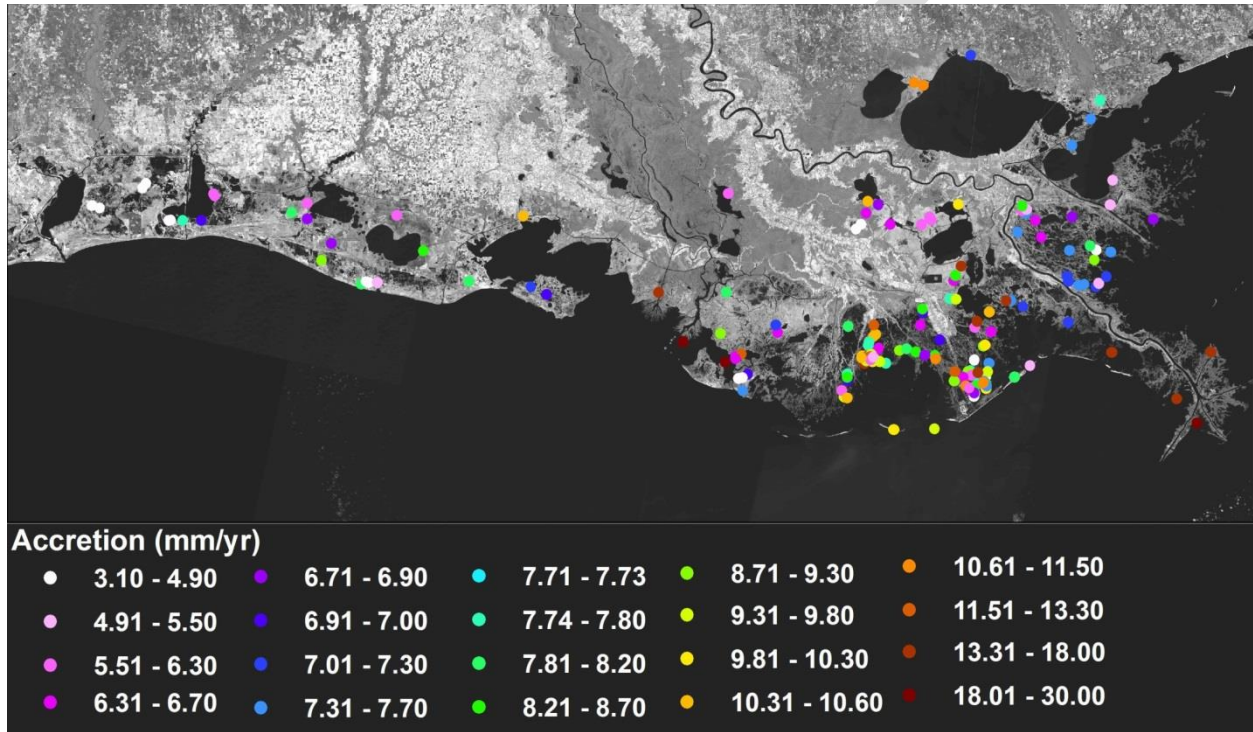 Accretion (mm/yr)
3.10 - 4.90
4.91 - 5.50
5.51 - 6.30
6.31 - 6.70
6.71 - 6.90
6.91 - 7.00
7.01 - 7.30
7.31 - 7.70
7.71 - 7.73
7.74 - 7.80
7.81 - 8.20
8.21 - 8.70
8.71 - 9.30
9.31 - 9.80
9.81 - 10.30
10.31 - 10.60
10.61 - 11.50
11.51 - 13.30
13.31 - 18.00
18.01 - 30.00